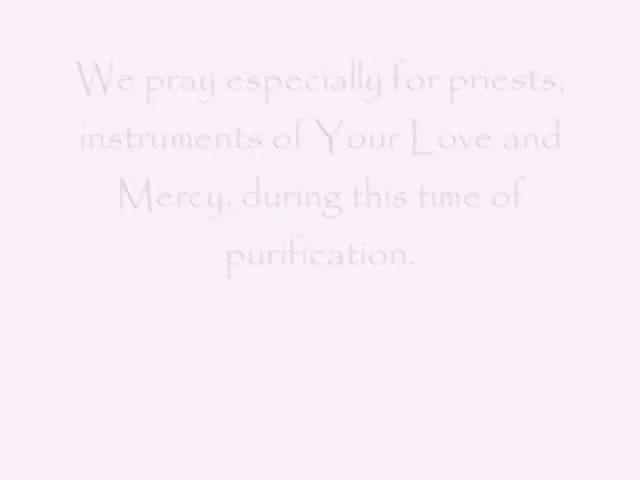 We pray especially for priests,
instruments of Your Love and
Mercy, during this time of
purification.